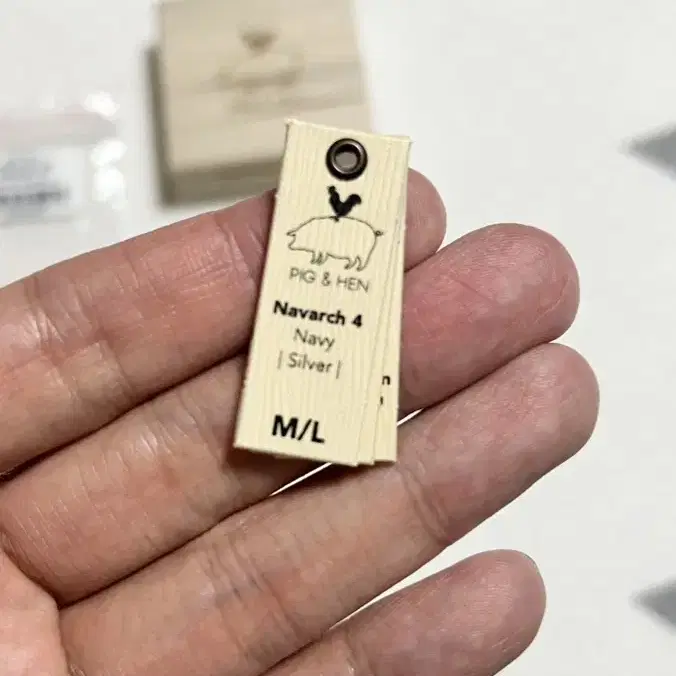 PIG & HEN
Navarch 4
Navy
| Silver |
M/L